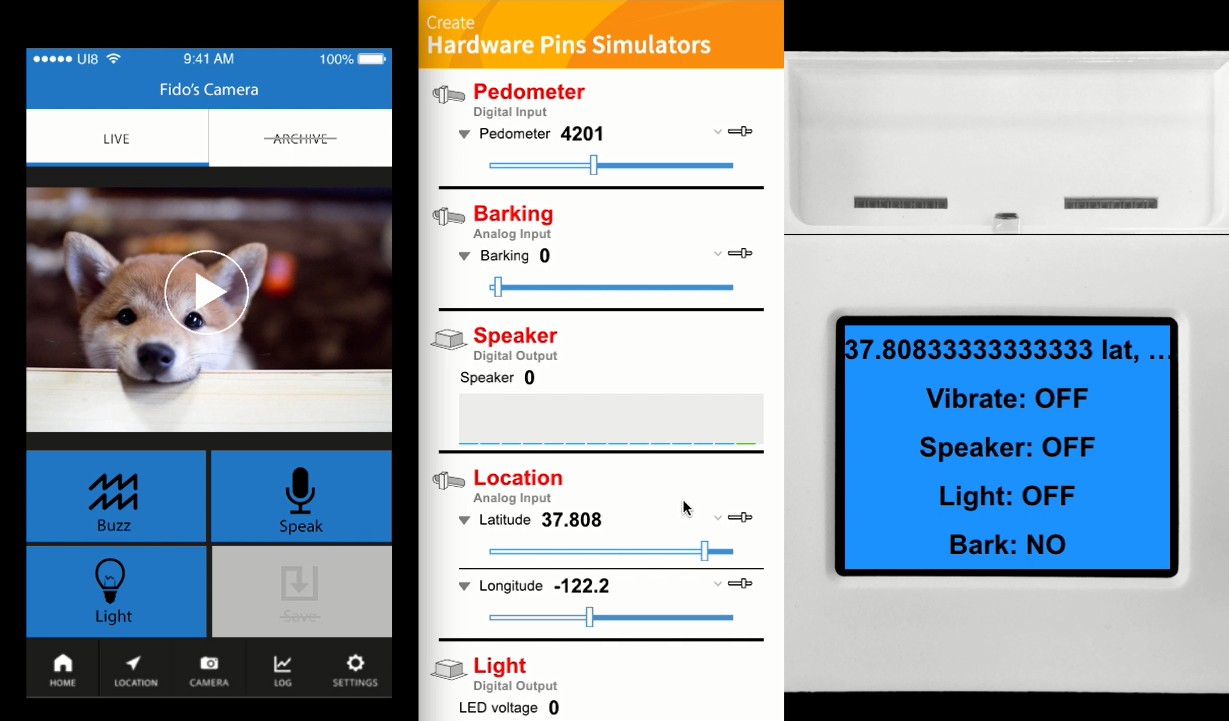 UI8 9:41 AM 100%
Fido's Camera
LIVE ARCHIVE
Buzz Speak
Light Save
HOME LOCATION CAMERA LOG SETTINGS
Create
Hardware Pins Simulators
Pedometer
Digital Input
Pedometer 4201
Barking
Analog Input
Barking 0
Speaker
Digital Output
Speaker 0
Location
Analog Input
Latitude 37.808
Longitude -122.2
Light
Digital Output
LED voltage 0
37.80833333333333 lat, ...
Vibrate: OFF
Speaker: OFF
Light: OFF
Bark: NO